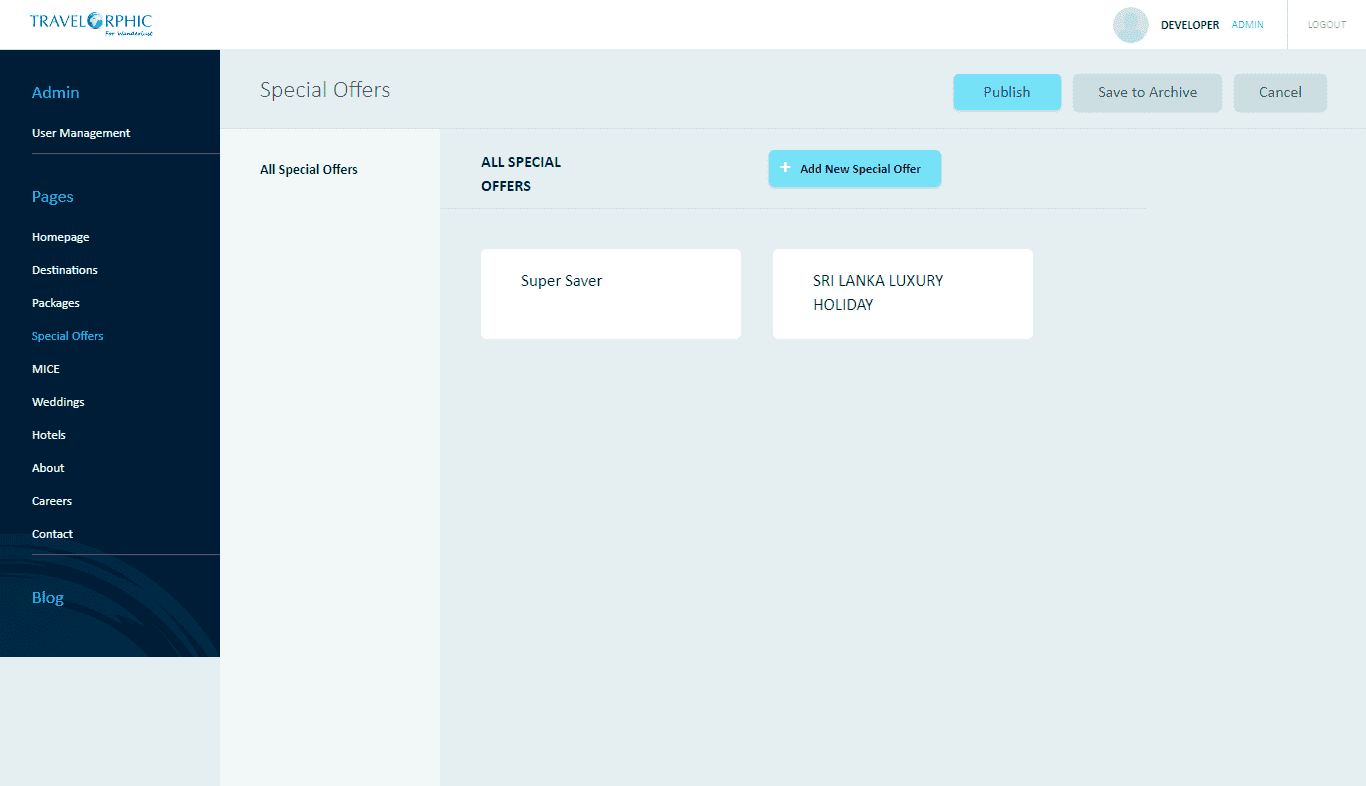 TRAVELORPHIC
For Wanderlust
DEVELOPER ADMIN
LOGOUT
Admin
User Management
Pages
Homepage
Destinations
Packages
Special Offers
MICE
Weddings
Hotels
About
Careers
Contact
Blog
Special Offers
Publish
Save to Archive
Cancel
All Special Offers
ALL SPECIAL
OFFERS
+ Add New Special Offer
Super Saver
SRI LANKA LUXURY
HOLIDAY